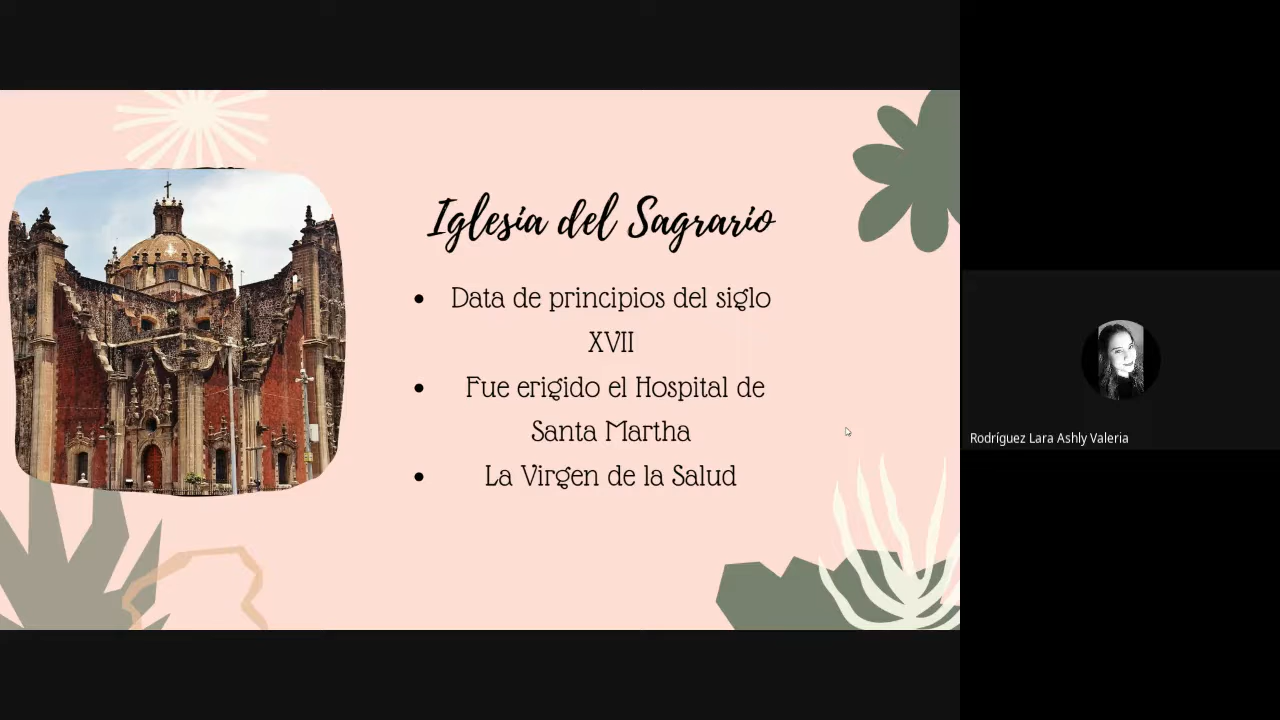 Iglesia del Sagrario
• Data de principios del siglo
XVII
• Fue erigido el Hospital de
Santa Martha
• La Virgen de la Salud
Rodríguez Lara Ashly Valeria